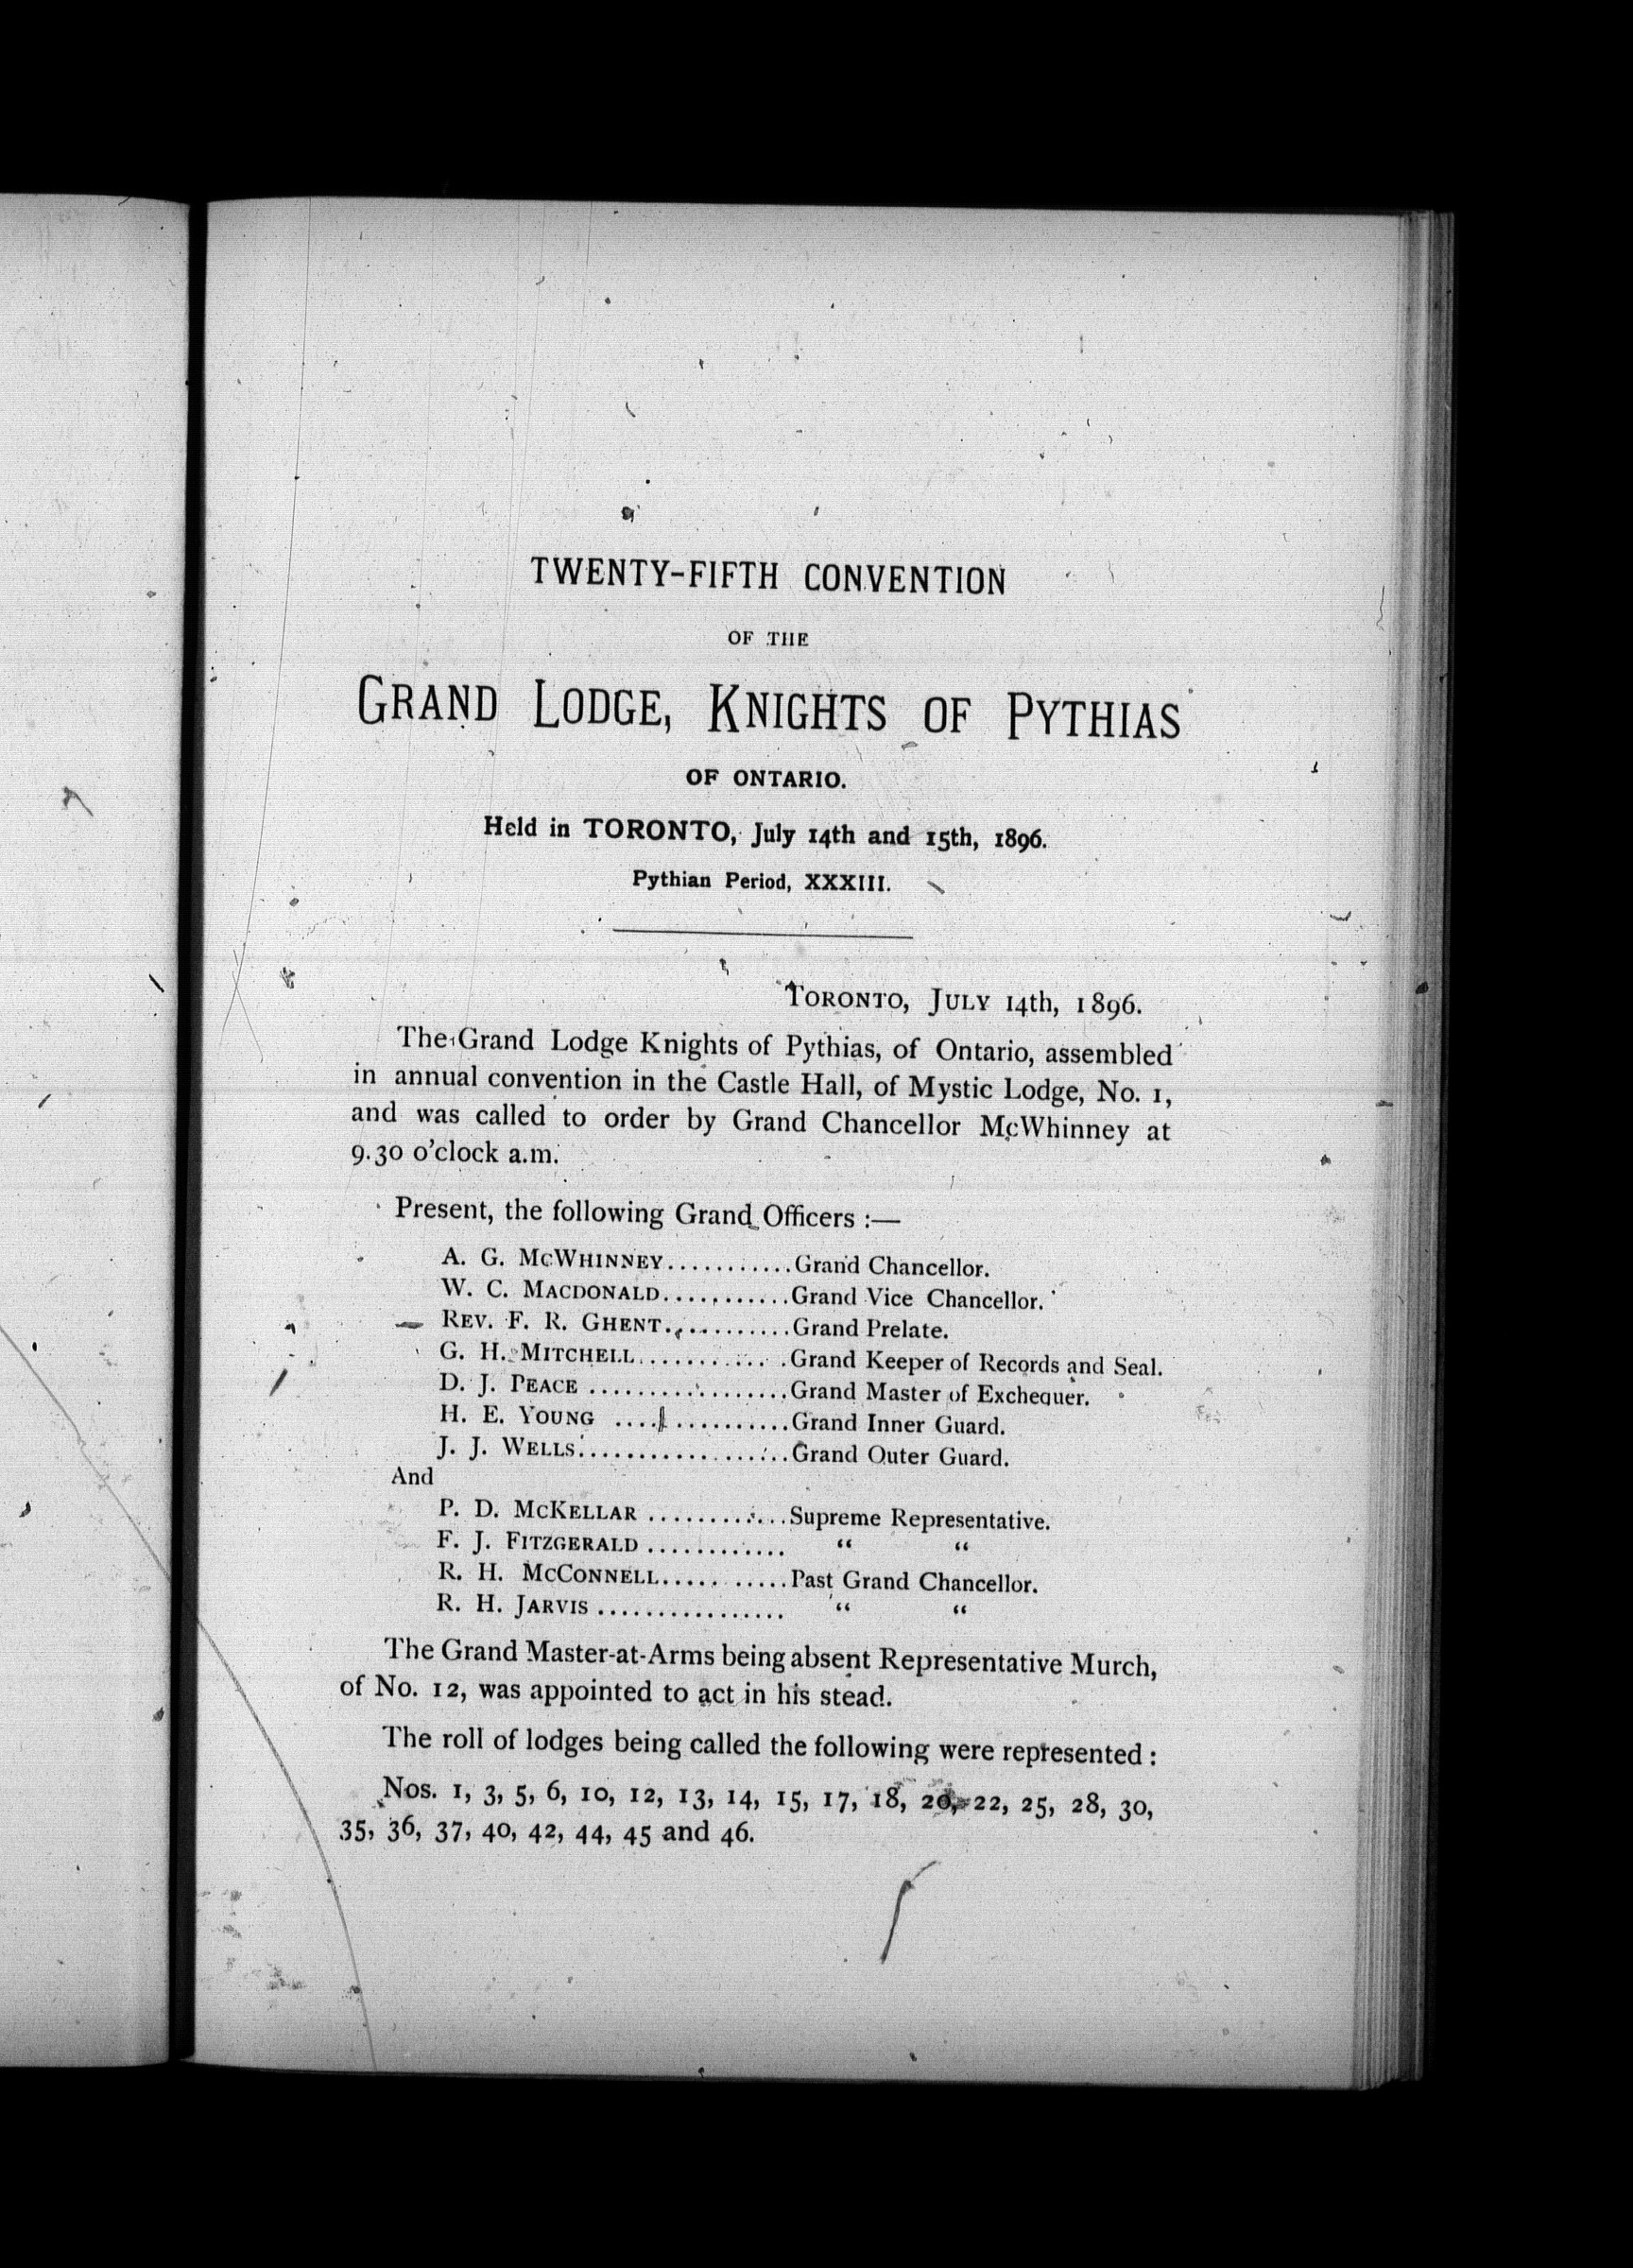 TWENTY-FIFTH CONVENTION
OF THE
GRAND LODGE, KNIGHTS OF PYTHIAS
OF ONTARIO.
Held in TORONTO, July 14th and 15th, 1896.
Pythian Period, XXXIII.
TORONTO, JULY 14th, 1896.
The Grand Lodge Knights of Pythias, of Ontario, assembled
in annual convention in the Castle Hall, of Mystic Lodge, No. 1,
and was called to order by Grand Chancellor McWhinney at
9.30 o'clock a.m.
Present, the following Grand Officers :—
A. G. MCWHINNEY...........Grand Chancellor.
W. C. MACDONALD...........Grand Vice Chancellor.
REV. F. R. GHENT...........Grand Prelate.
G. H. MITCHELL.............Grand Keeper of Records and Seal.
D. J. PEACE .................Grand Master of Exchequer.
H. E. YOUNG ...............Grand Inner Guard.
J. J. WELLS..................Grand Outer Guard.
And
P. D. MCKELLAR ............Supreme Representative.
F. J. FITZGERALD ............ “ “
R. H. MCCONNELL...........Past Grand Chancellor.
R. H. JARVIS ................ “ “
The Grand Master-at-Arms being absent Representative Murch,
of No. 12, was appointed to act in his stead.
The roll of lodges being called the following were represented :
Nos. 1, 3, 5, 6, 10, 12, 13, 14, 15, 17, 18, 20, 22, 25, 28, 30,
35, 36, 37, 40, 42, 44, 45 and 46.